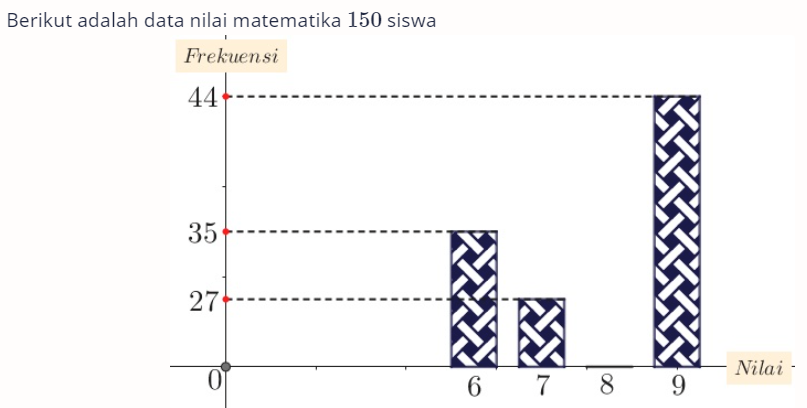 Berikut adalah data nilai matematika 150 siswa
Frekuensi
44
35
27
0
6 7 8 9
Nilai